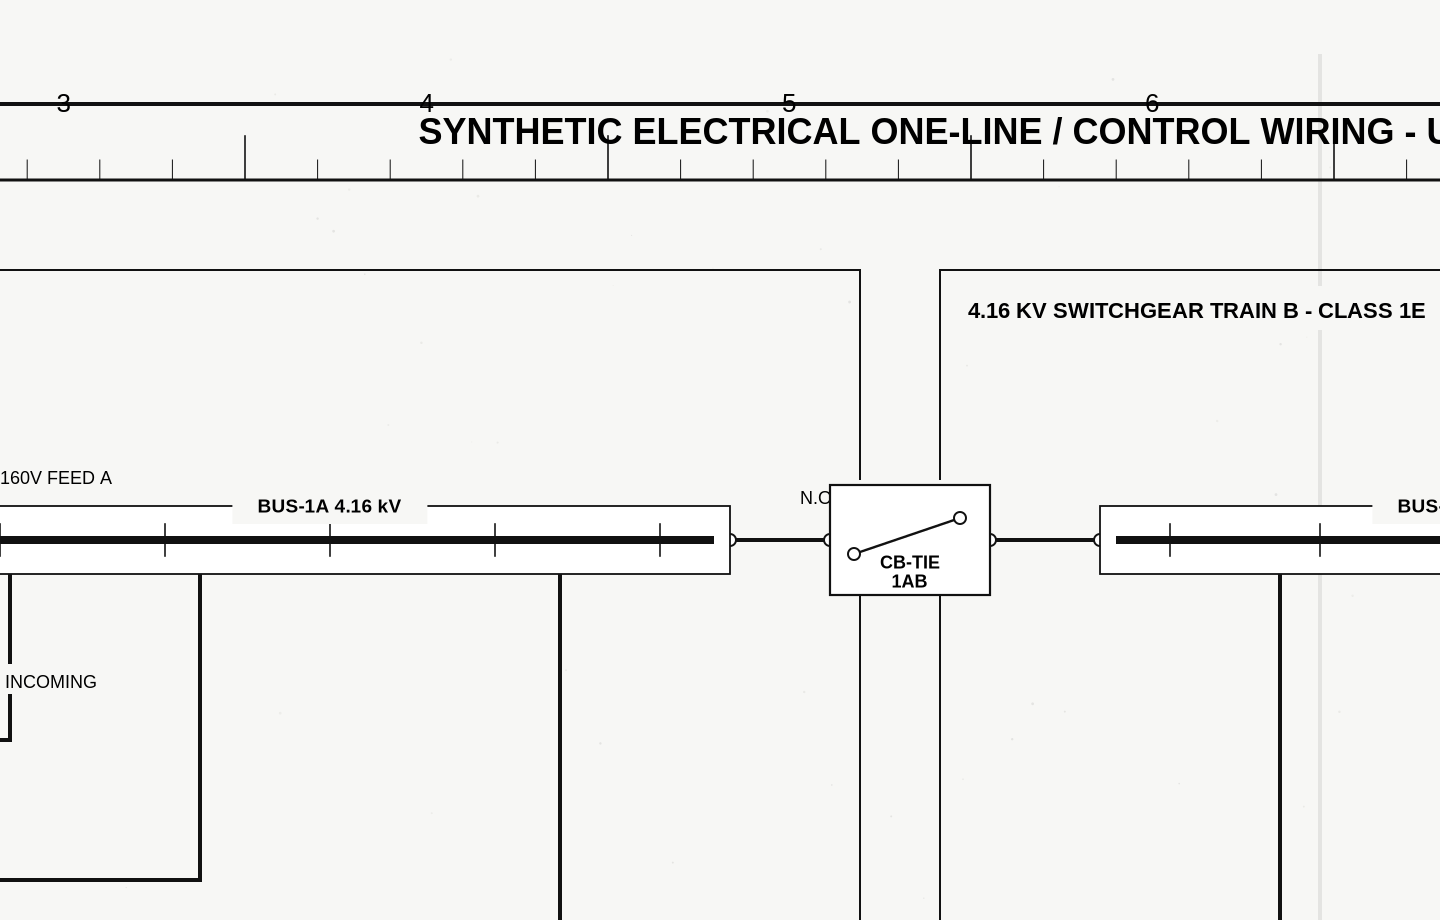 3 4 5 6
SYNTHETIC ELECTRICAL ONE-LINE / CONTROL WIRING -
4.16 KV SWITCHGEAR TRAIN B - CLASS 1E
160V FEED A
BUS-1A 4.16 kV
N.O
BUS-
CB-TIE
1AB
INCOMING